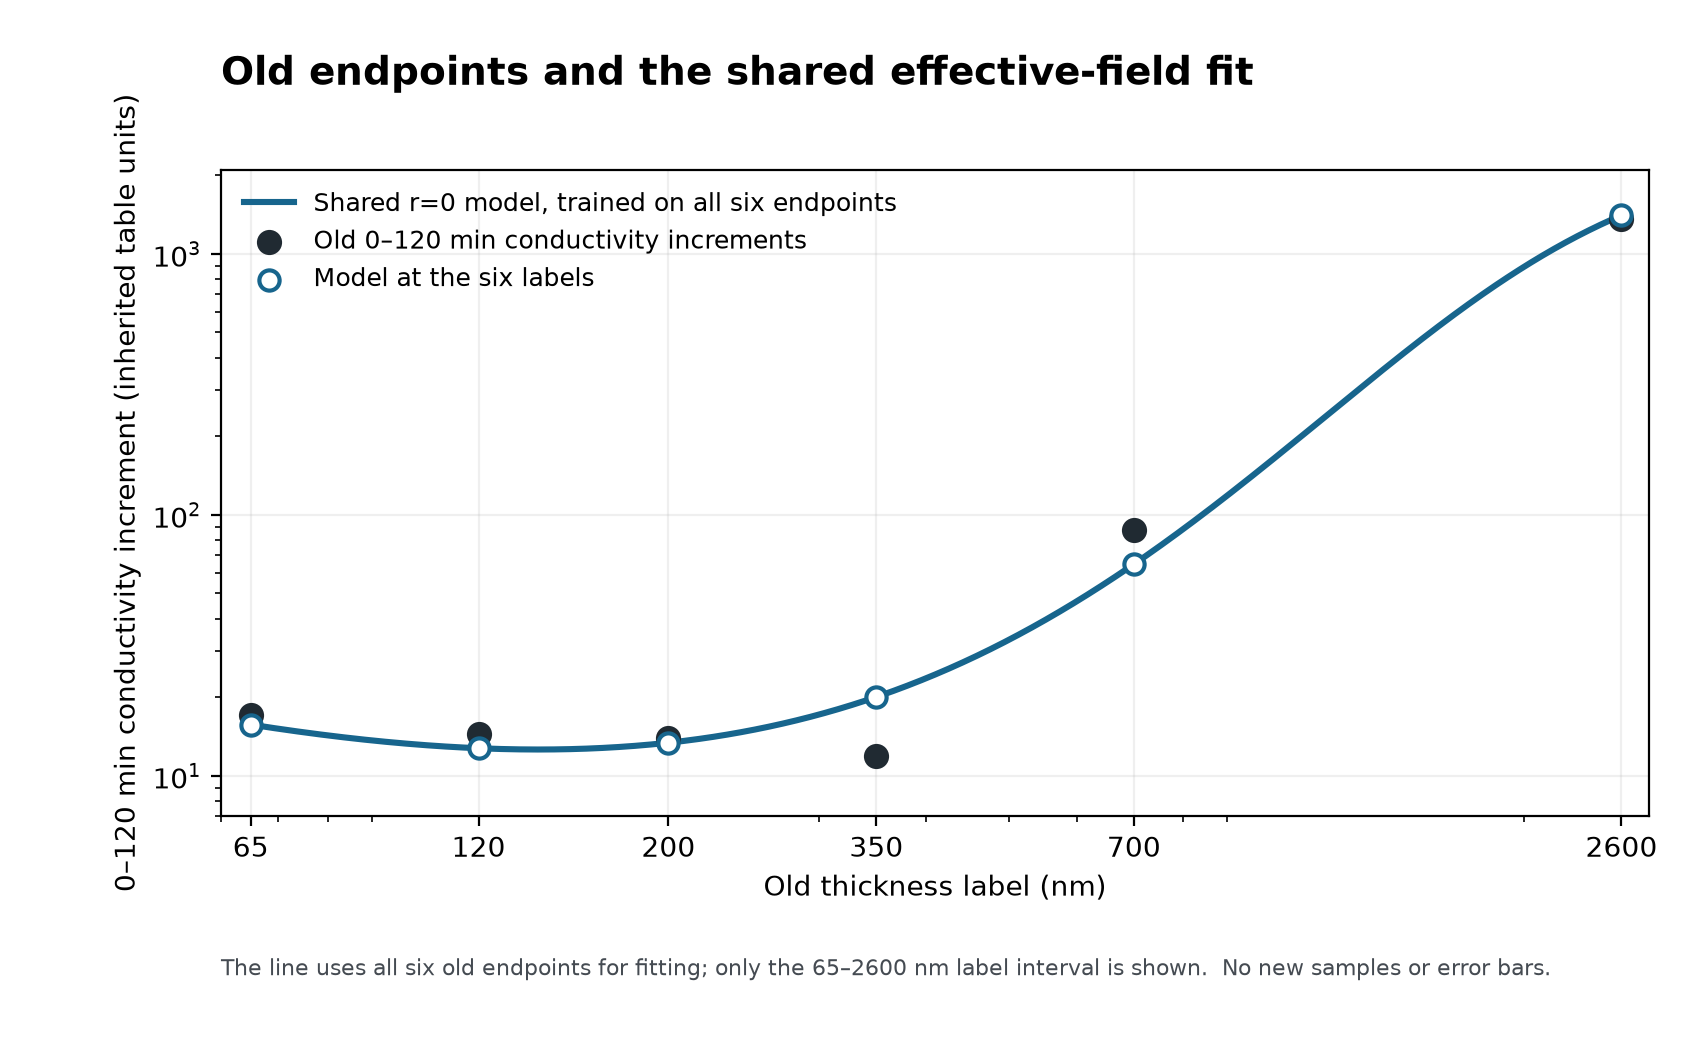 Old endpoints and the shared effective-field fit
0–120 min conductivity increment (inherited table units)
Shared r=0 model, trained on all six endpoints
Old 0–120 min conductivity increments
Model at the six labels
10³
10²
10¹
65 120 200 350 700 2600
Old thickness label (nm)
The line uses all six old endpoints for fitting; only the 65–2600 nm label interval is shown.  No new samples or error bars.